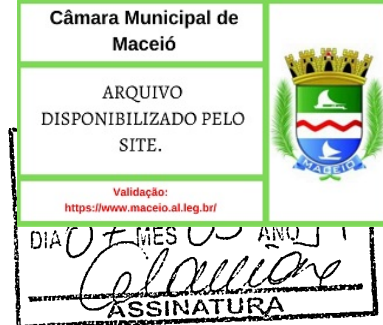 Câmara Municipal de
Maceió
ARQUIVO
DISPONIBILIZADO PELO
SITE.
Validação:
https://www.maceio.al.leg.br/
MACEIÓ
DIA MES ANO
ASSINATURA